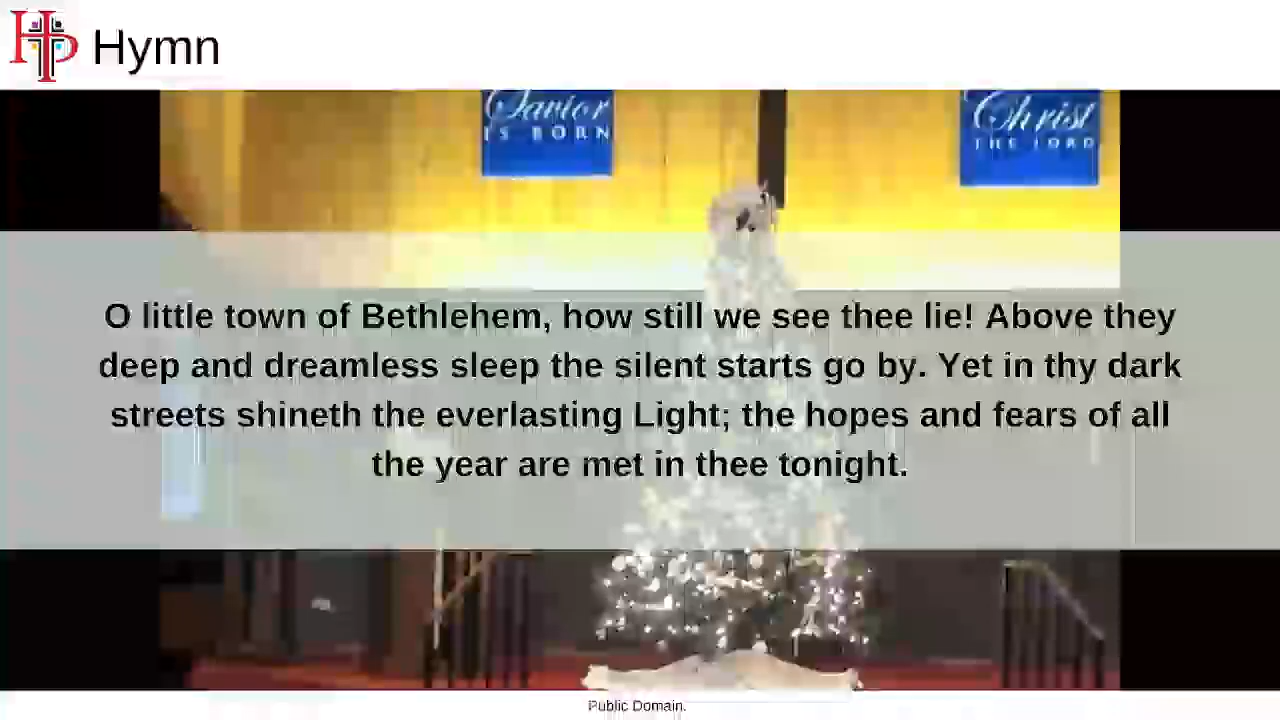 Hymn
Savior
IS BORN
Christ
THE LORD
O little town of Bethlehem, how still we see thee lie! Above they
deep and dreamless sleep the silent starts go by. Yet in thy dark
streets shineth the everlasting Light; the hopes and fears of all
the year are met in thee tonight.
Public Domain.